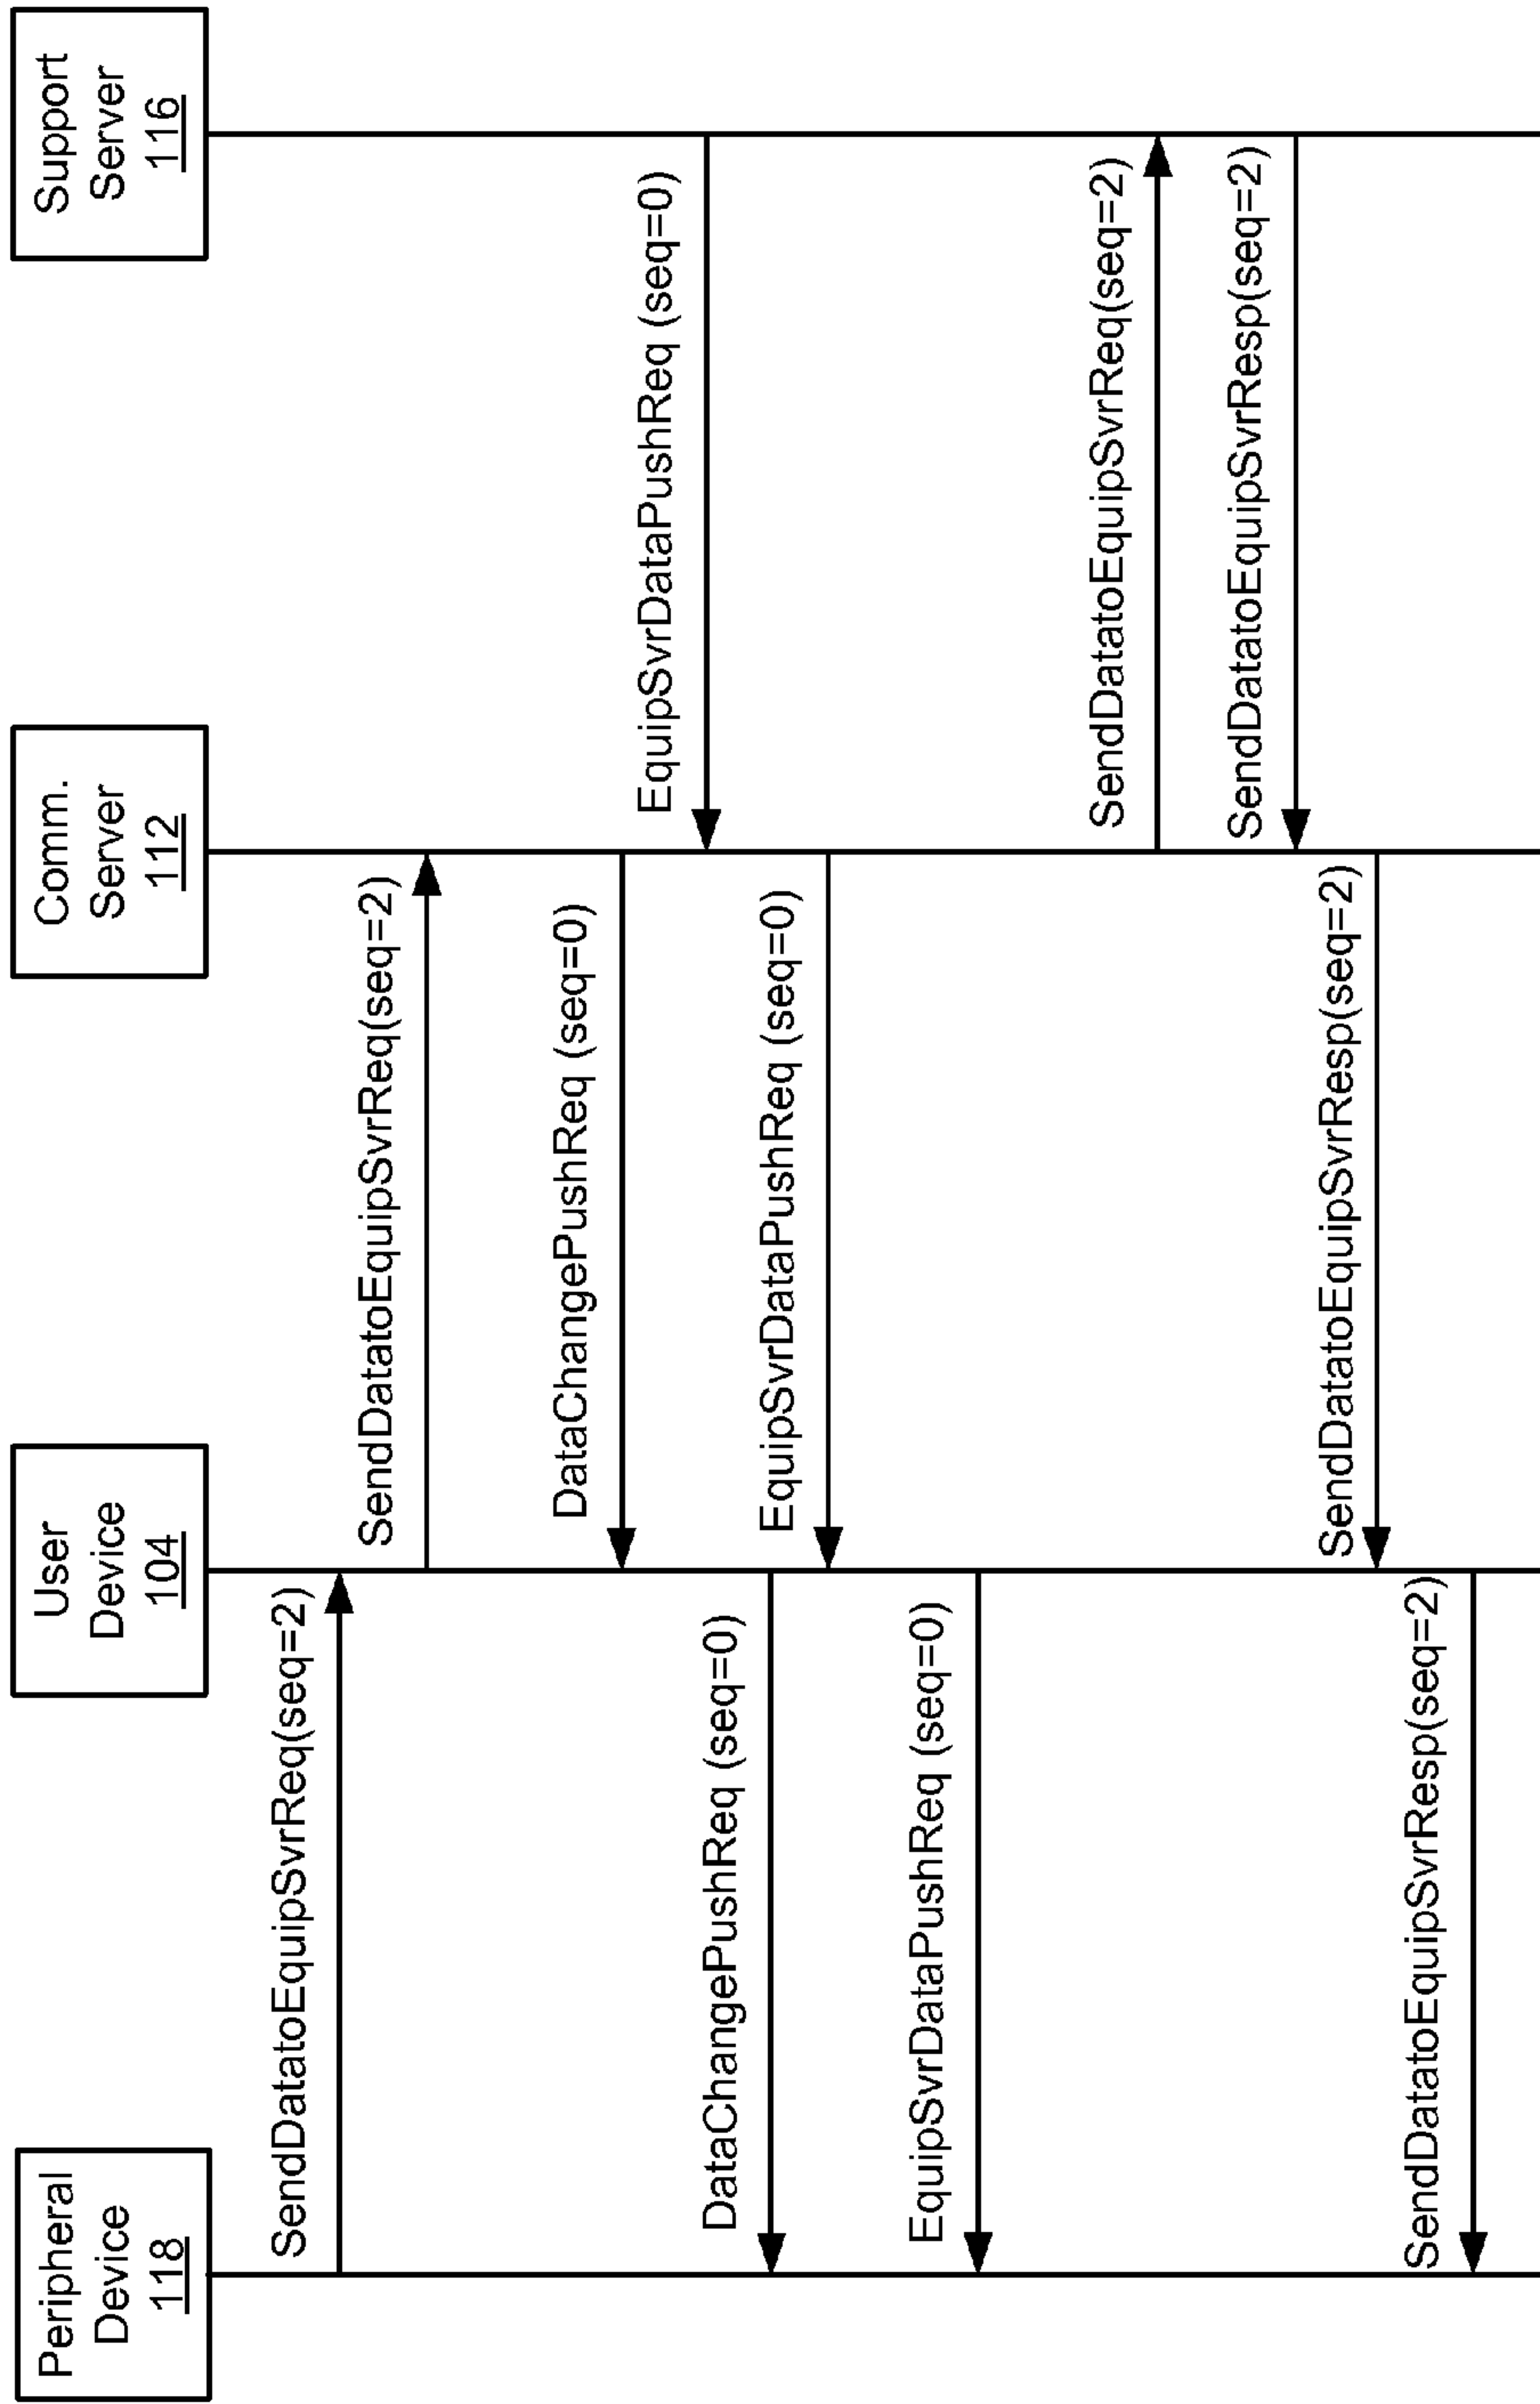 Peripheral
Device
118
User
Device
104
Comm.
Server
112
Support
Server
116
SendDatatoEquipSvrReq(seq=2)
SendDatatoEquipSvrReq(seq=2)
DataChangePushReq (seq=0)
EquipSvrDataPushReq (seq=0)
DataChangePushReq (seq=0)
EquipSvrDataPushReq (seq=0)
EquipSvrDataPushReq (seq=0)
SendDatatoEquipSvrReq(seq=2)
SendDatatoEquipSvrResp(seq=2)
SendDatatoEquipSvrResp(seq=2)
SendDatatoEquipSvrResp(seq=2)